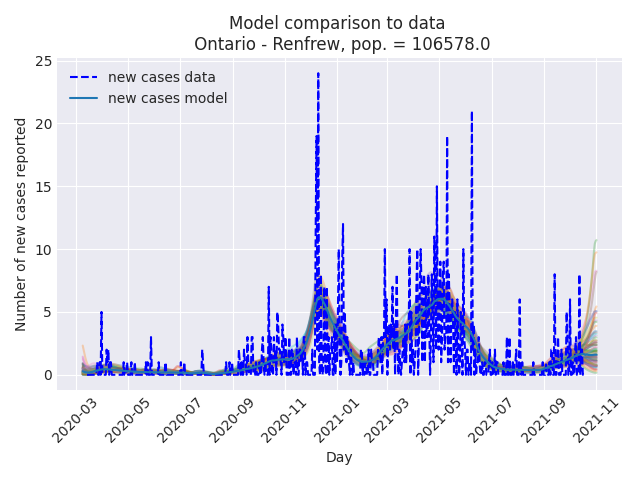 Model comparison to data
Ontario - Renfrew, pop. = 106578.0
new cases data
new cases model
Number of new cases reported
25
20
15
10
5
0
2020-03
2020-05
2020-07
2020-09
2020-11
2021-01
2021-03
2021-05
2021-07
2021-09
2021-11
Day